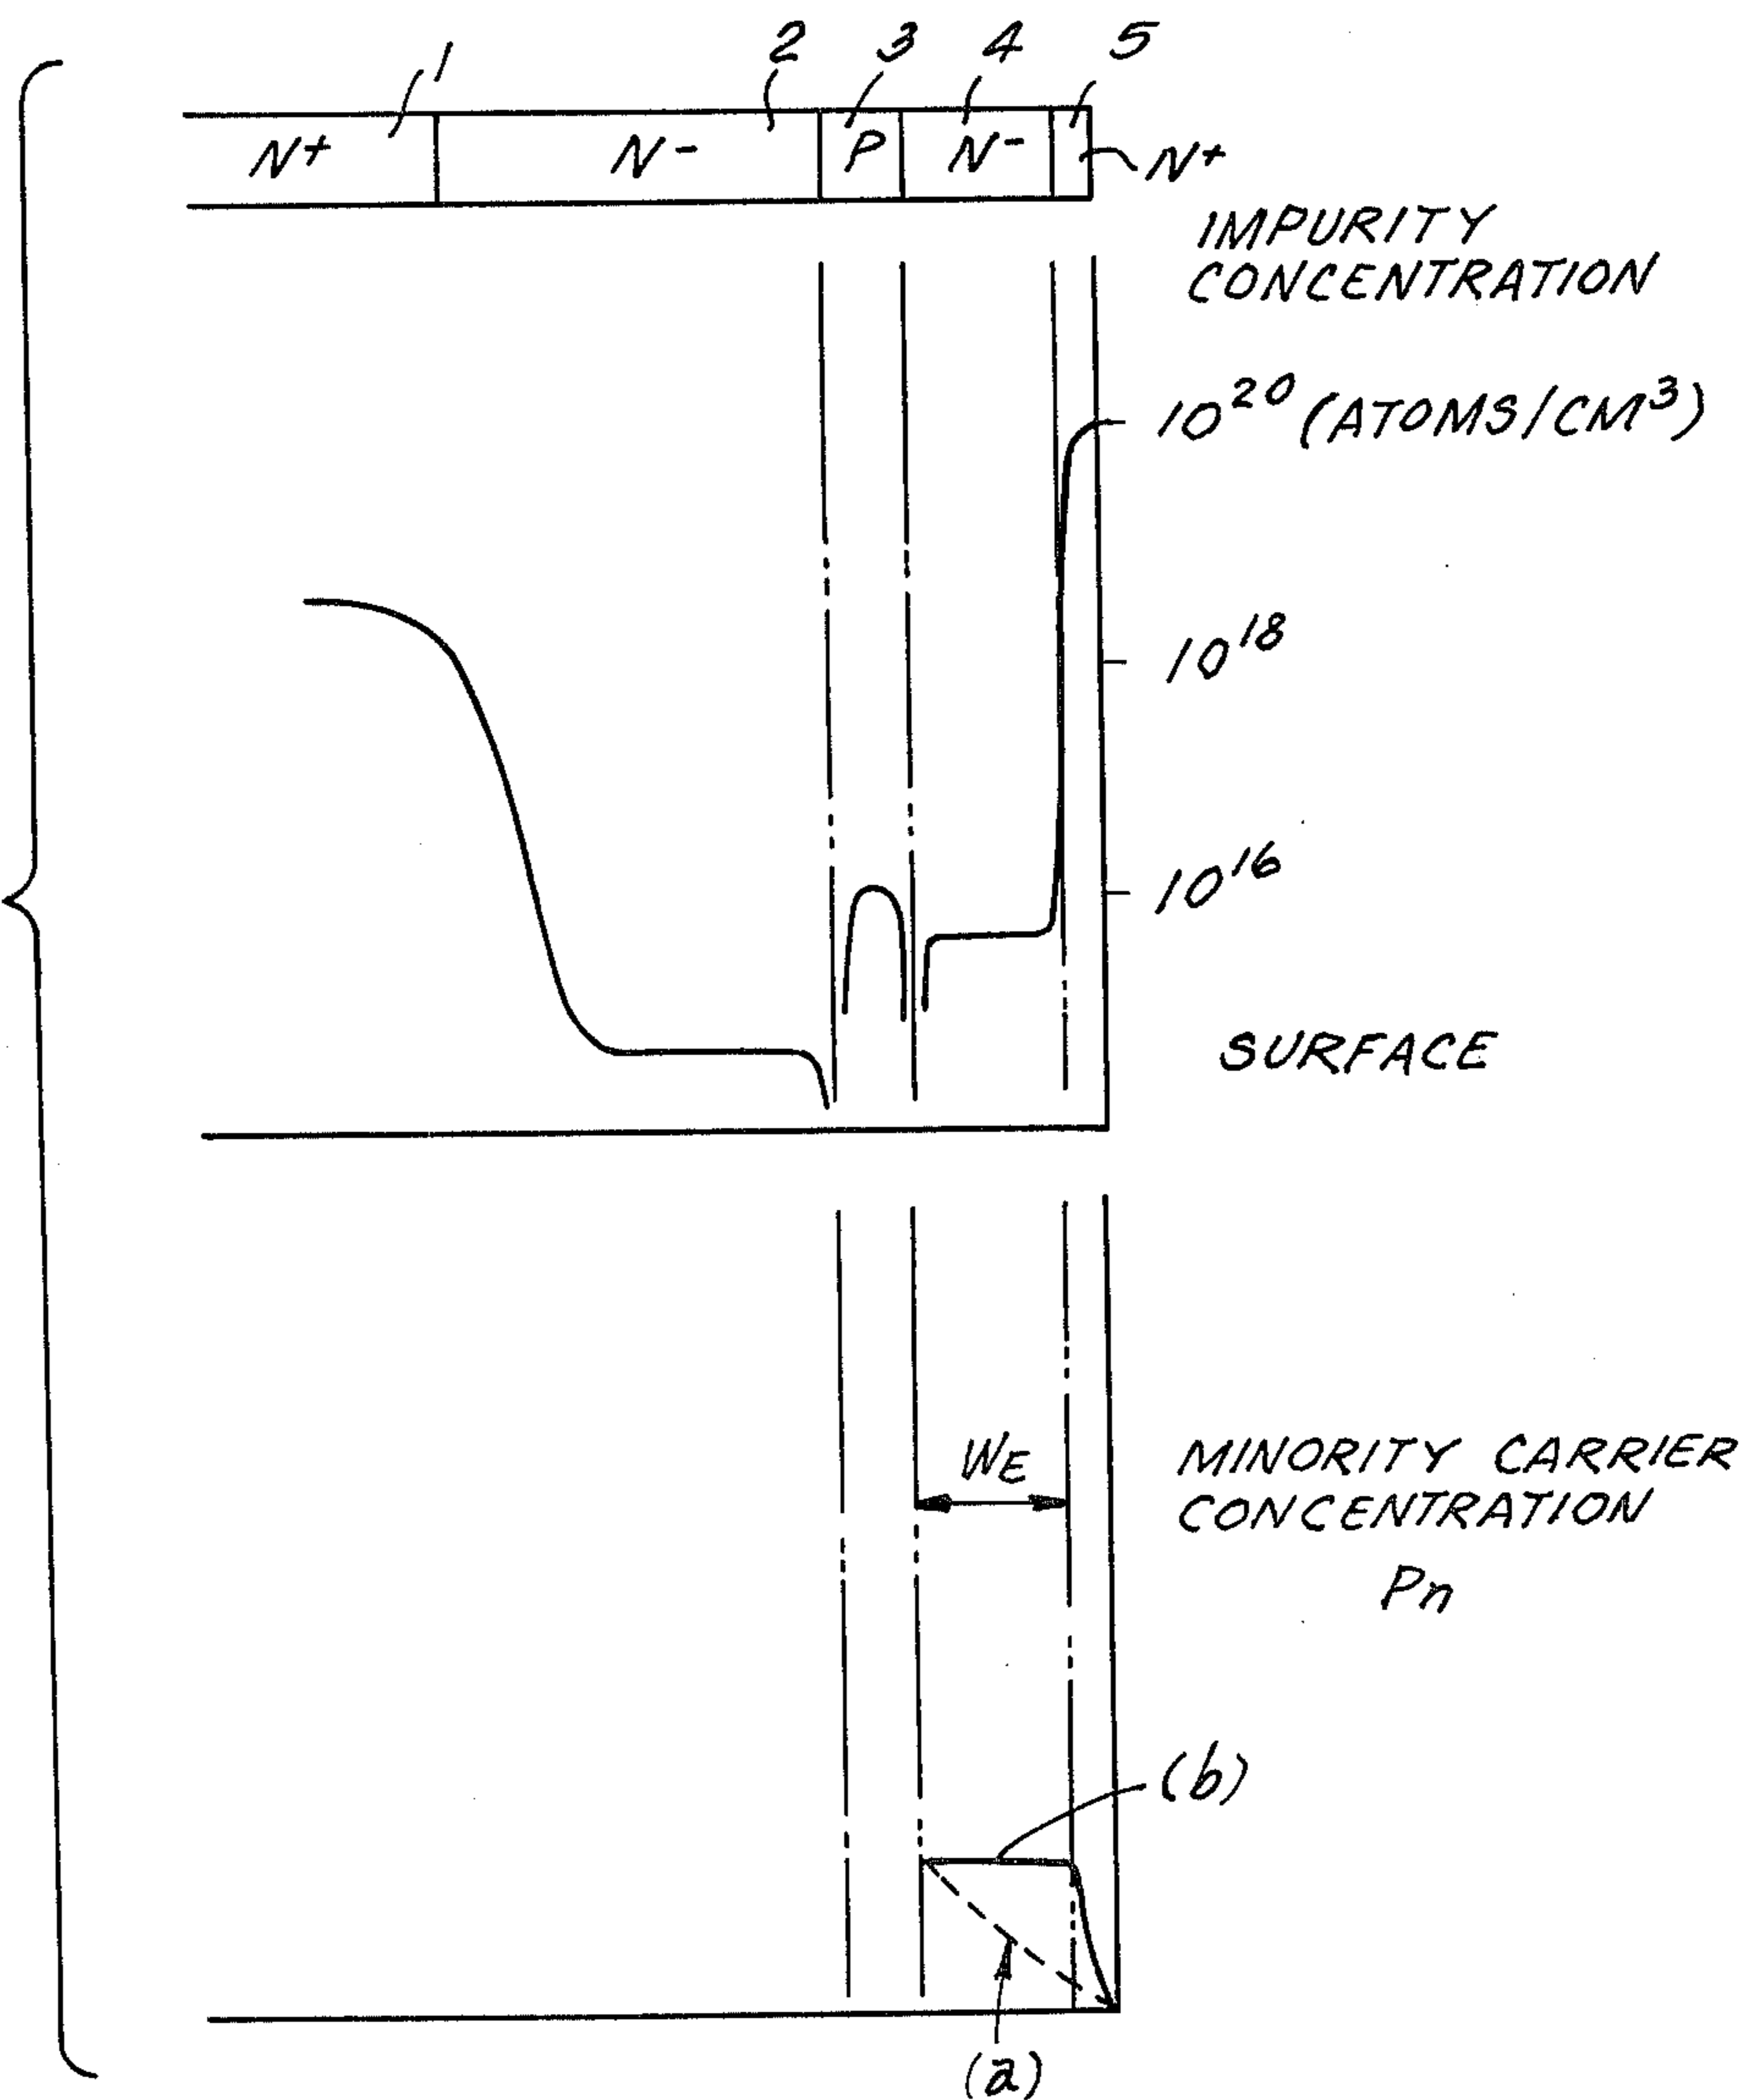 1 2 3 4 5
N+ N- P N- N+
IMPURITY
CONCENTRATION
10^20 (ATOMS/CM^3)
10^18
10^16
SURFACE
WE
MINORITY CARRIER
CONCENTRATION
Pn
(b)
(a)